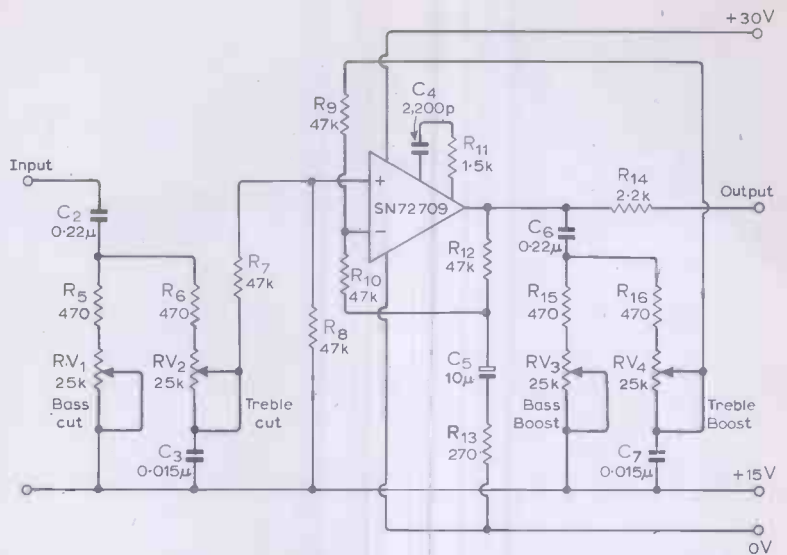 +30V
C4
2,200p
R9
47k
R11
1·5k
Input
+
R14
2·2k
Output
SN72709
C2
0·22μ
C6
0·22μ
−
R7
47k
R12
47k
R10
47k
R5
470
R6
470
R8
47k
R15
470
R16
470
RV1
25k
RV2
25k
C5
10μ
RV3
25k
RV4
25k
Bass
cut
Treble
cut
Bass
Boost
Treble
Boost
R13
270
C3
0·015μ
C7
0·015μ
+15V
0V